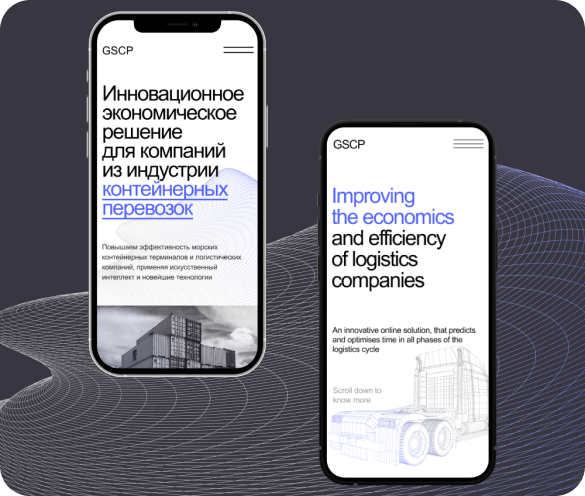 GSCP
Инновационное
экономическое
решение
для компаний
из индустрии
контейнерных
перевозок
Повышаем эффективность морских
контейнерных терминалов и логистических
компаний, применяя искусственный
интеллект и новейшие технологии
GSCP
Improving
the economics
and efficiency
of logistics
companies
An innovative online solution, that predicts
and optimises time in all phases of the
logistics cycle
Scroll down to
know more